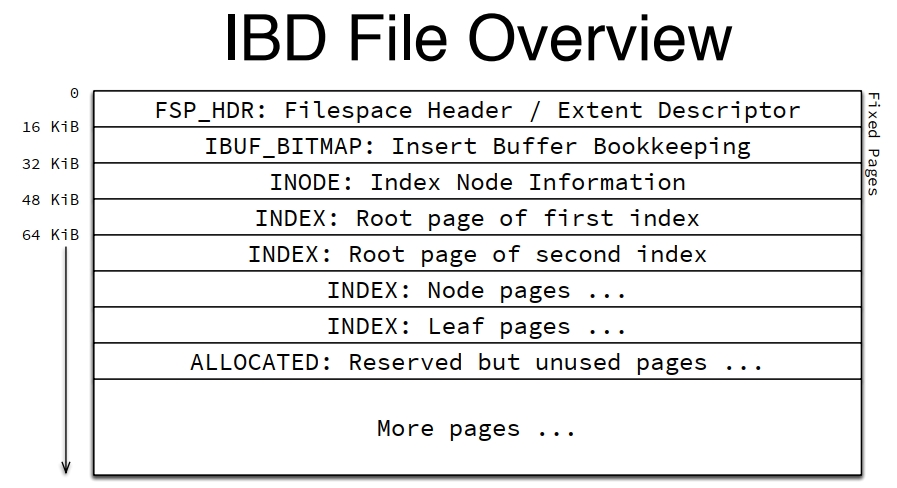 IBD File Overview
0
FSP_HDR: Filespace Header / Extent Descriptor
16 KiB
IBUF_BITMAP: Insert Buffer Bookkeeping
32 KiB
INODE: Index Node Information
48 KiB
INDEX: Root page of first index
64 KiB
INDEX: Root page of second index
INDEX: Node pages ...
INDEX: Leaf pages ...
ALLOCATED: Reserved but unused pages ...
More pages ...
Fixed Pages